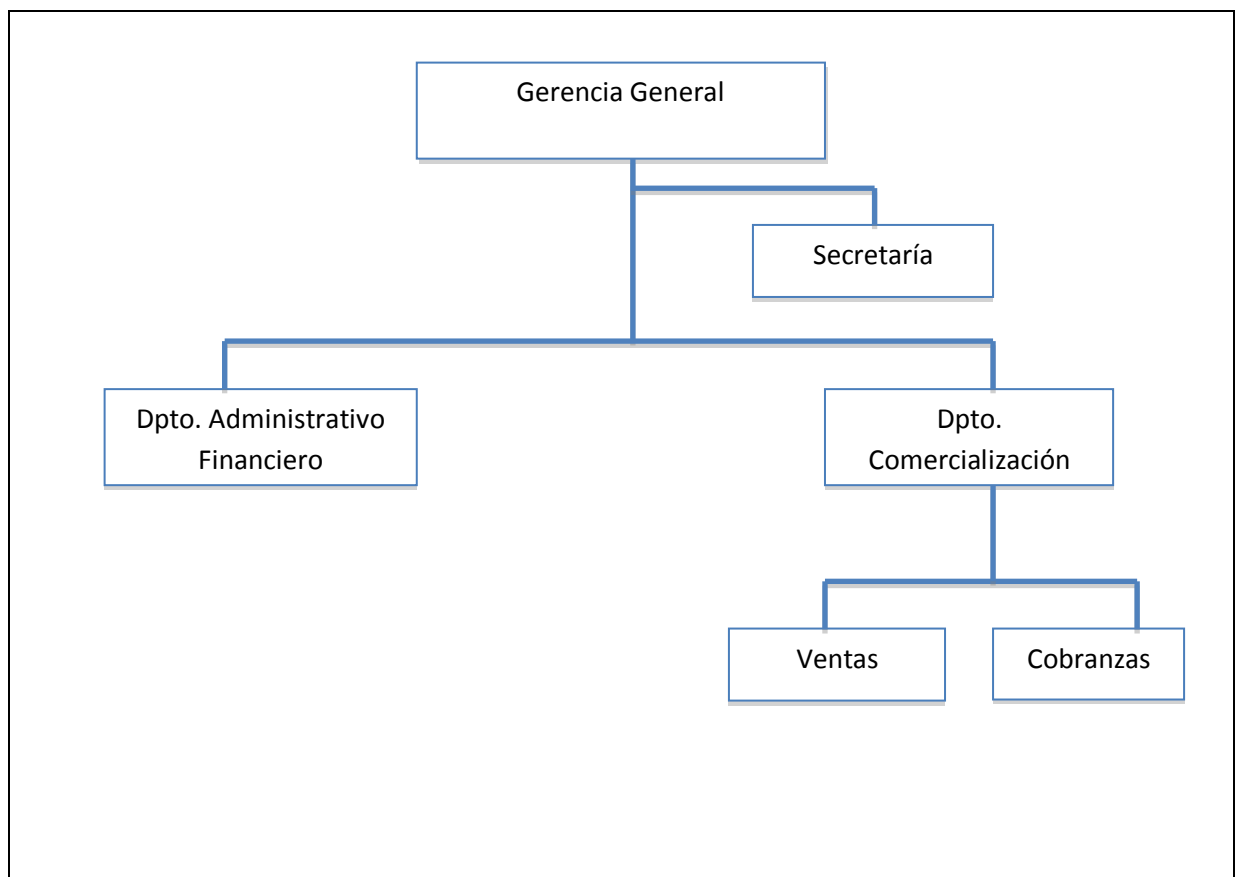 Gerencia General
Secretaría
Dpto. Administrativo
Financiero
Dpto.
Comercialización
Ventas
Cobranzas